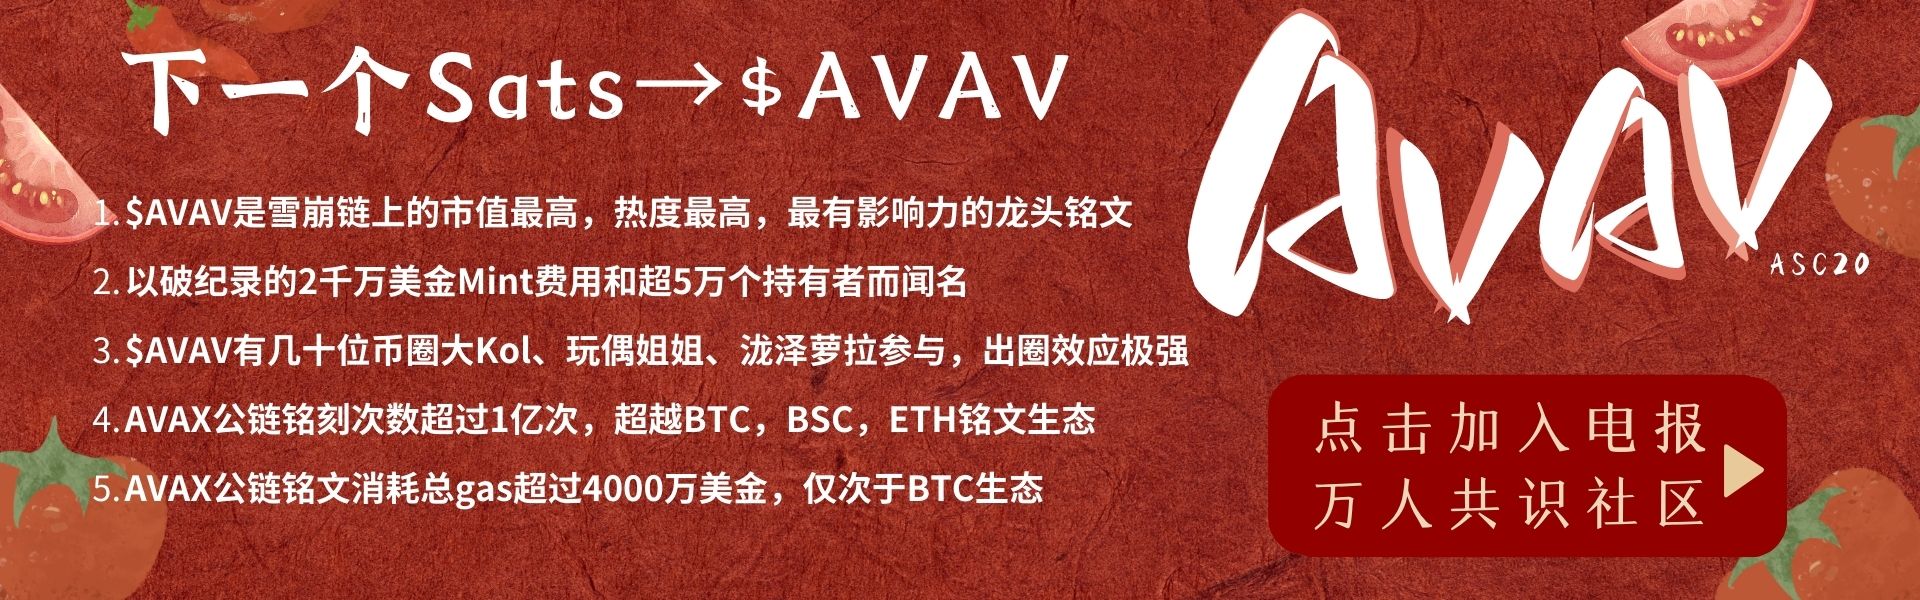 下一个Sats→$AVAV
1.$AVAV是雪崩链上的市值最高，热度最高，最有影响力的龙头铭文
2.以破纪录的2千万美金Mint费用和超5万个持有者而闻名
3.$AVAV有几十位币圈大Kol、玩偶姐姐、泷泽萝拉参与，出圈效应极强
4.AVAX公链铭刻次数超过1亿次，超越BTC，BSC，ETH铭文生态
5.AVAX公链铭文消耗总gas超过4000万美金，仅次于BTC生态
AVAV
ASC20
点击加入电报
万人共识社区